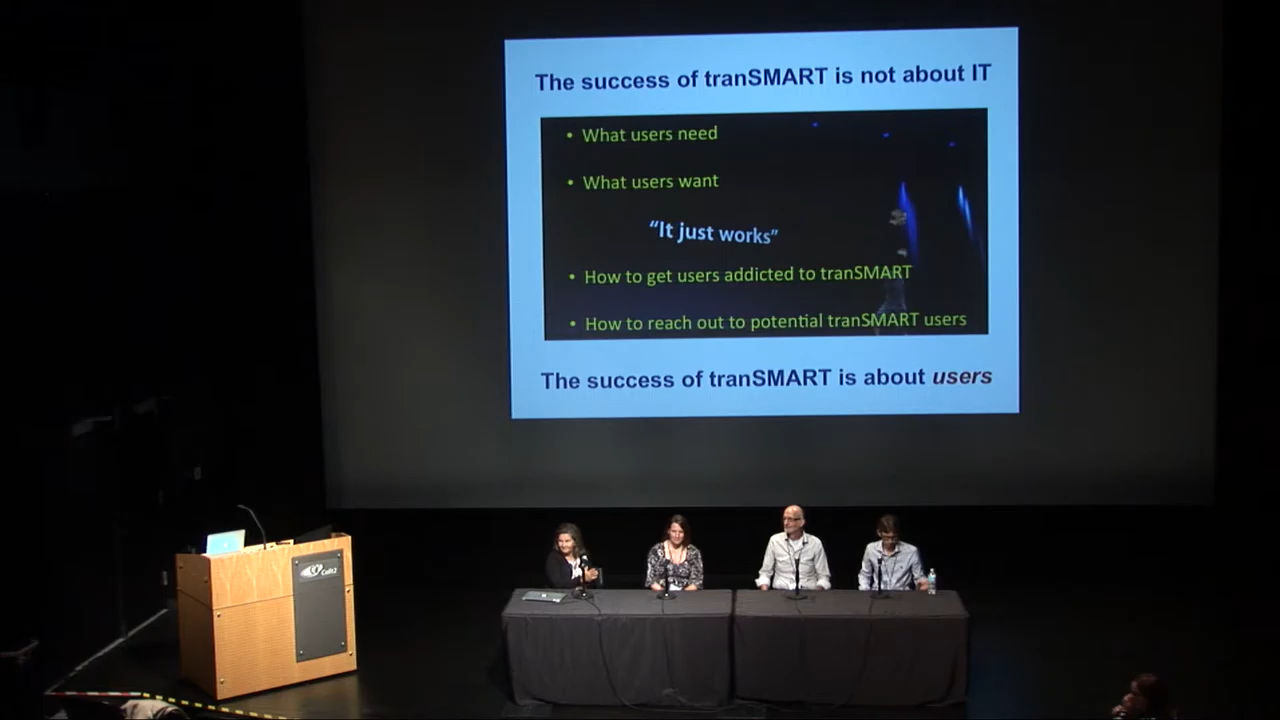 The success of tranSMART is not about IT
• What users need
• What users want
“It just works”
• How to get users addicted to tranSMART
• How to reach out to potential tranSMART users
The success of tranSMART is about users
Calit2